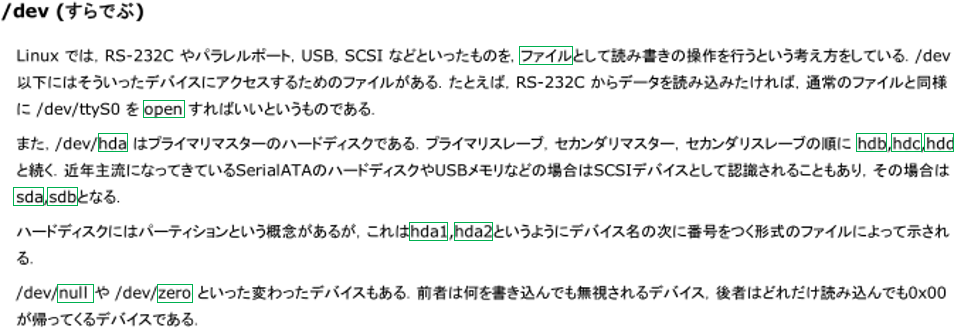 /dev (すらでぶ)
Linux では, RS-232C やパラレルポート, USB, SCSI などといったものを, ファイルとして読み書きの操作を行うという考え方をしている. /dev
以下にはそういったデバイスにアクセスするためのファイルがある. たとえば, RS-232C からデータを読み込みたければ, 通常のファイルと同様
に /dev/ttyS0 を open すればいいというものである.
また, /dev/hda はプライマリマスターのハードディスクである. プライマリスレーブ, セカンダリマスター, セカンダリスレーブの順に hdb,hdc,hdd
と続く. 近年主流になってきているSerialATAのハードディスクやUSBメモリなどの場合はSCSIデバイスとして認識されることもあり, その場合は
sda,sdbとなる.
ハードディスクにはパーティションという概念があるが, これはhda1,hda2というようにデバイス名の次に番号をつく形式のファイルによって示され
る.
/dev/null や /dev/zero といった変わったデバイスもある. 前者は何を書き込んでも無視されるデバイス, 後者はどれだけ読み込んでも0x00
が帰ってくるデバイスである.